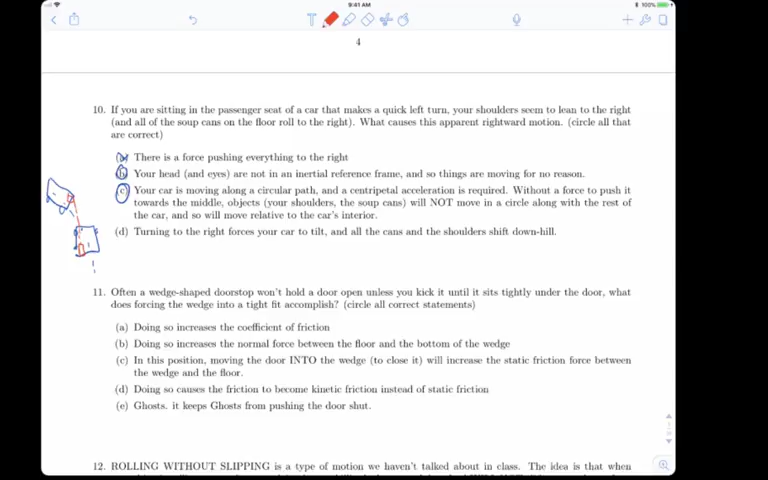 9:41 AM
100%
4
10. If you are sitting in the passenger seat of a car that makes a quick left turn, your shoulders seem to lean to the right
(and all of the soup cans on the floor roll to the right). What causes this apparent rightward motion. (circle all that
are correct)
(a) There is a force pushing everything to the right
(b) Your head (and eyes) are not in an inertial reference frame, and so things are moving for no reason.
(c) Your car is moving along a circular path, and a centripetal acceleration is required. Without a force to push it
towards the middle, objects (your shoulders, the soup cans) will NOT move in a circle along with the rest of
the car, and so will move relative to the car's interior.
(d) Turning to the right forces your car to tilt, and all the cans and the shoulders shift down-hill.
11. Often a wedge-shaped doorstop won't hold a door open unless you kick it until it sits tightly under the door, what
does forcing the wedge into a tight fit accomplish? (circle all correct statements)
(a) Doing so increases the coefficient of friction
(b) Doing so increases the normal force between the floor and the bottom of the wedge
(c) In this position, moving the door INTO the wedge (to close it) will increase the static friction force between
the wedge and the floor.
(d) Doing so causes the friction to become kinetic friction instead of static friction
(e) Ghosts. it keeps Ghosts from pushing the door shut.
12. ROLLING WITHOUT SLIPPING is a type of motion we haven't talked about in class. The idea is that when